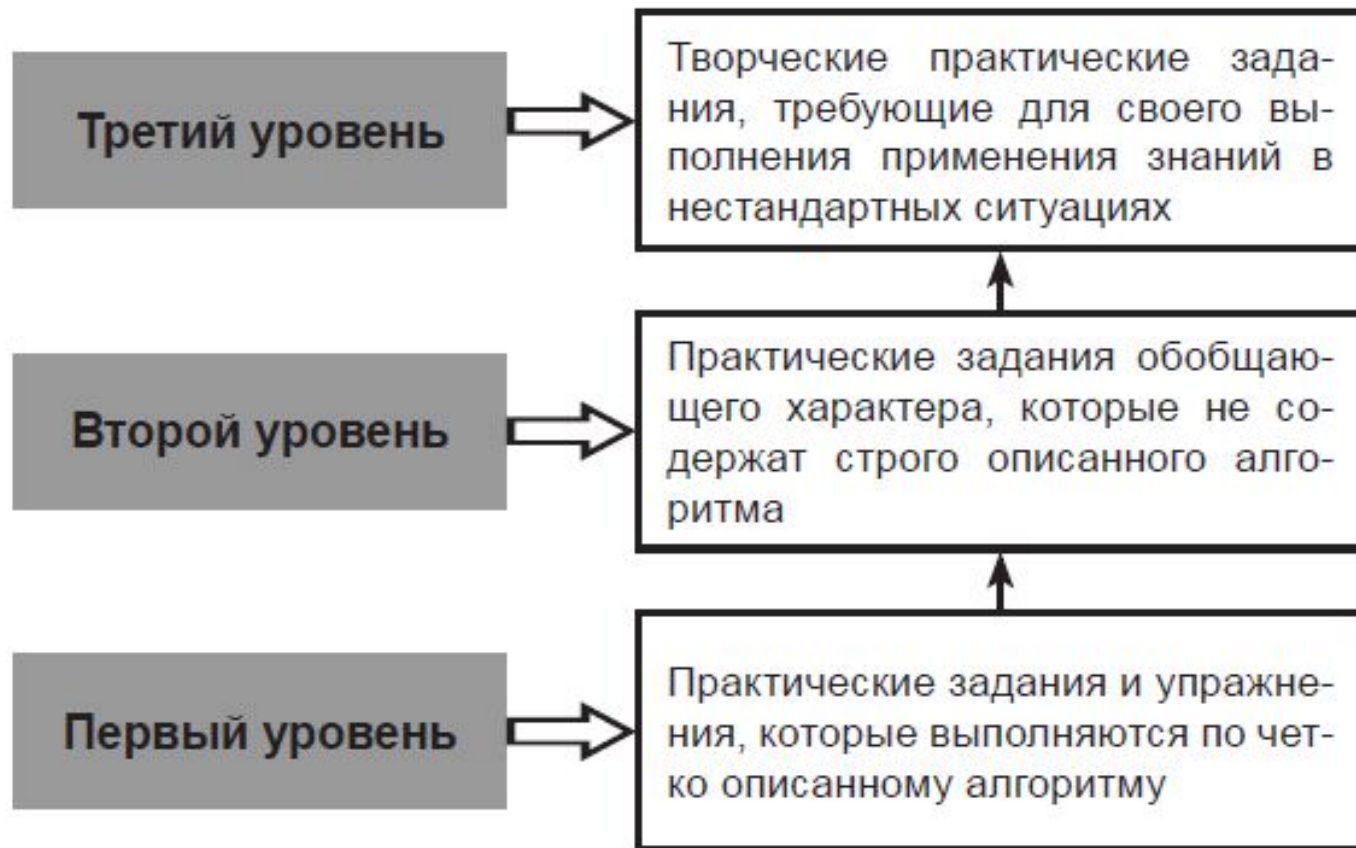 Третий уровень
Творческие практические зада-
ния, требующие для своего вы-
полнения применения знаний в
нестандартных ситуациях
Второй уровень
Практические задания обобщаю-
щего характера, которые не со-
держат строго описанного алго-
ритма
Первый уровень
Практические задания и упражне-
ния, которые выполняются по чет-
ко описанному алгоритму